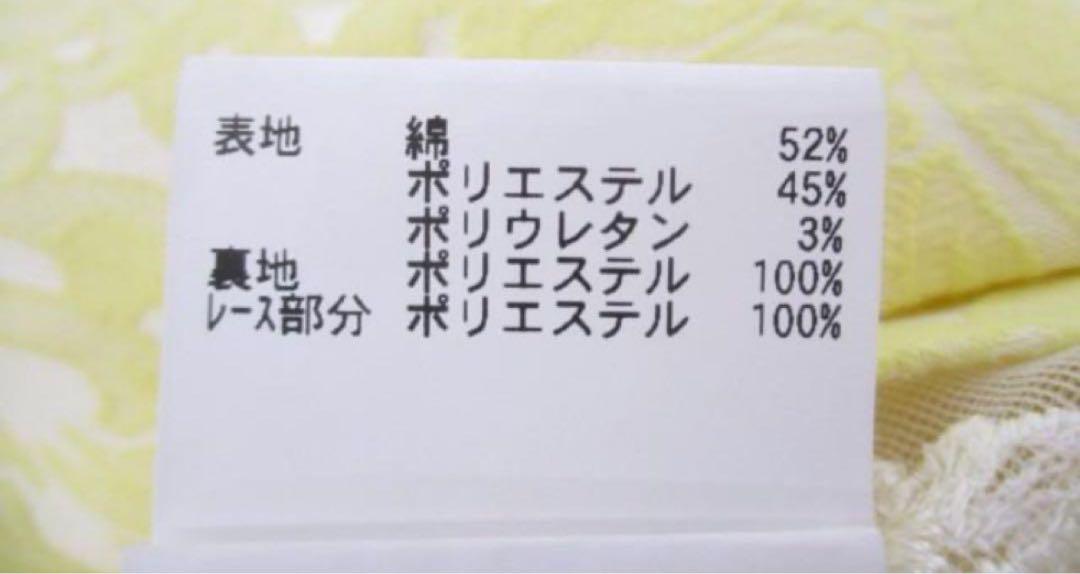 表地 綿 52%
ポリエステル 45%
ポリウレタン 3%
裏地 ポリエステル 100%
レース部分 ポリエステル 100%